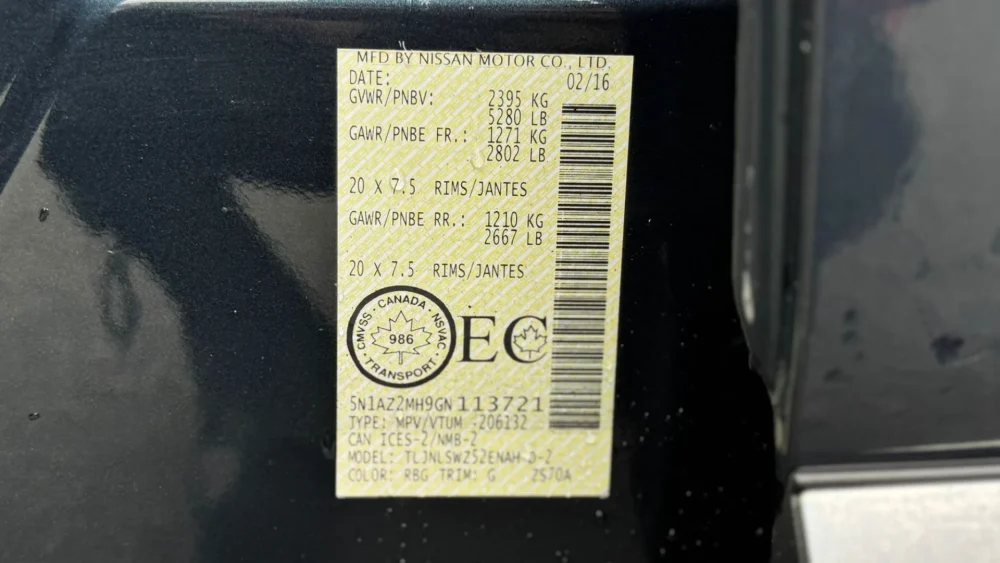 MFD BY NISSAN MOTOR CO., LTD.
DATE: 02/16
GVWR/PNBV: 2395 KG
5280 LB
GAWR/PNBE FR.: 1271 KG
2802 LB
20 X 7.5 RIMS/JANTES
GAWR/PNBE RR.: 1210 KG
2667 LB
20 X 7.5 RIMS/JANTES
CANADA · NSVAC · TRANSPORT · CMVSS ·
986
EC
5N1AZ2MH9GN113721
TYPE: MPV/VTUM -206132
CAN ICES-2/NMB-2
MODEL: TLJNLSWZ52ENAH-D-2
COLOR: RBG TRIM: G 2S70A